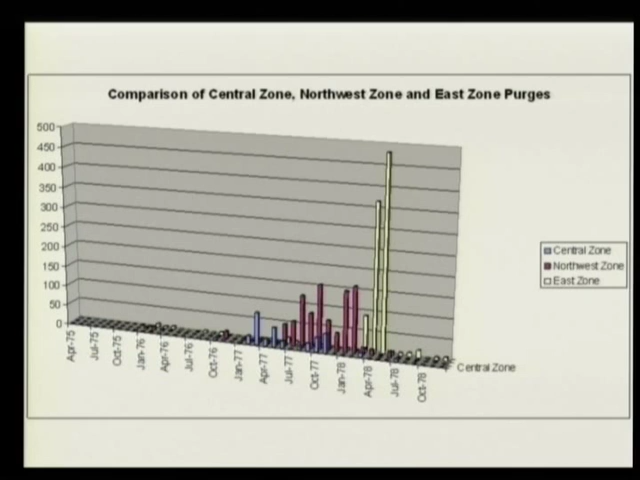 Comparison of Central Zone, Northwest Zone and East Zone Purges
500
450
400
350
300
250
200
150
100
50
0
Apr-75
Jul-75
Oct-75
Jan-76
Apr-76
Jul-76
Oct-76
Jan-77
Apr-77
Jul-77
Oct-77
Jan-78
Apr-78
Jul-78
Oct-78
Central Zone
Central Zone
Northwest Zone
East Zone